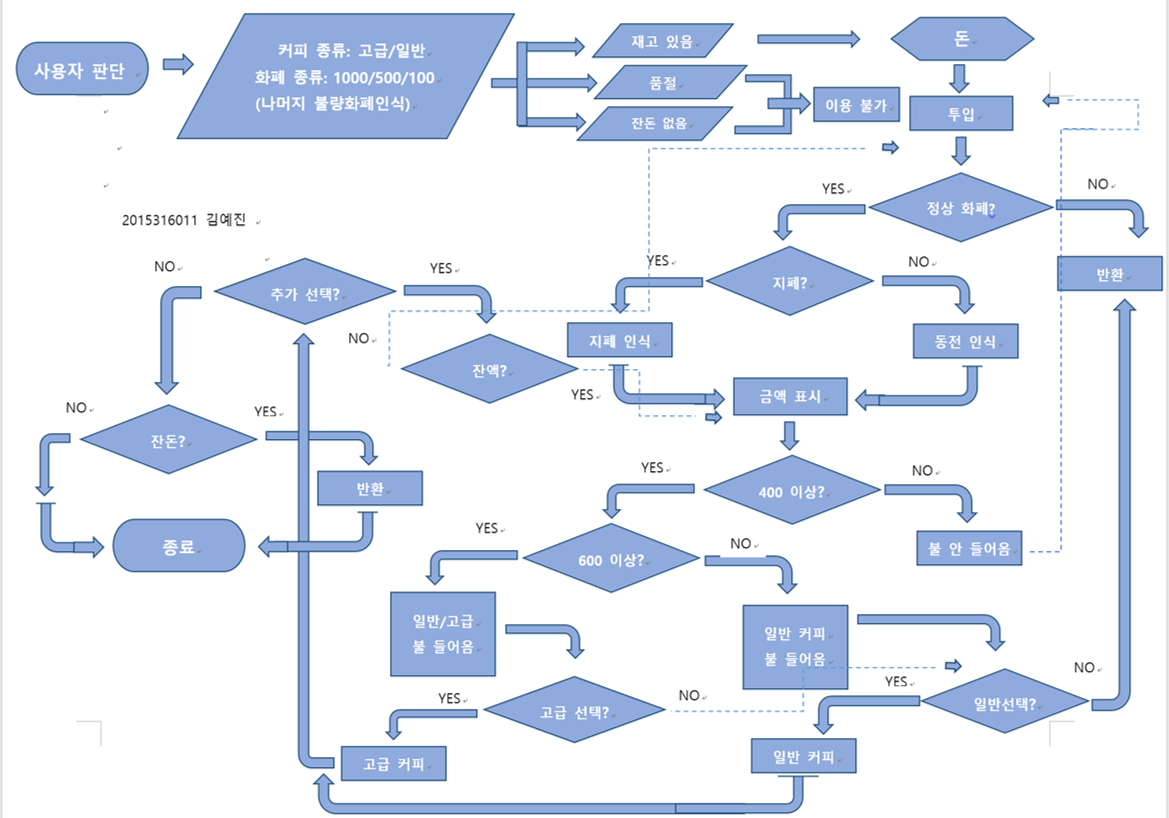 사용자 판단
커피 종류: 고급/일반
화폐 종류: 1000/500/100
(나머지 불량화폐인식)
재고 있음
품절
잔돈 없음
이용 불가
돈
투입
2015316011 김예진
YES
정상 화폐?
NO
반환
YES
지폐?
NO
지폐 인식
동전 인식
NO
추가 선택?
YES
NO
잔액?
YES
금액 표시
NO
잔돈?
YES
반환
종료
YES
400 이상?
NO
불 안 들어옴
YES
600 이상?
NO
일반/고급
불 들어옴
일반 커피
불 들어옴
YES
고급 선택?
NO
YES
일반선택?
NO
고급 커피
일반 커피